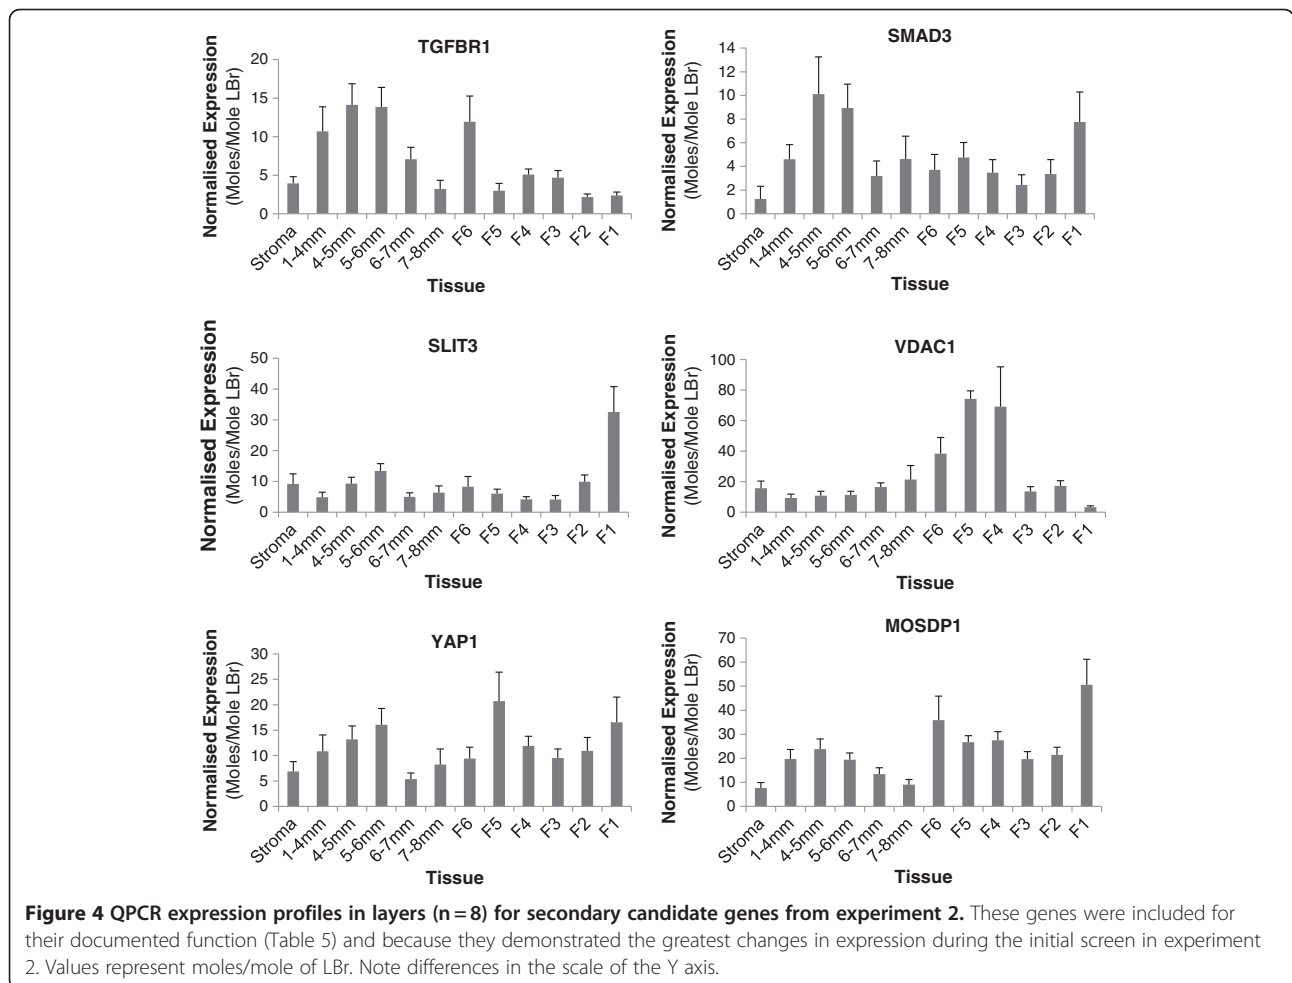 TGFBR1
Normalised Expression
(Moles/Mole LBr)
20
15
10
5
0
Stroma
1-4mm
4-5mm
5-6mm
6-7mm
7-8mm
F6
F5
F4
F3
F2
F1
Tissue
SMAD3
Normalised Expression
(Moles/Mole LBr)
14
12
10
8
6
4
2
0
Stroma
1-4mm
4-5mm
5-6mm
6-7mm
7-8mm
F6
F5
F4
F3
F2
F1
Tissue
SLIT3
Normalised Expression
(Moles/Mole LBr)
50
40
30
20
10
0
Stroma
1-4mm
4-5mm
5-6mm
6-7mm
7-8mm
F6
F5
F4
F3
F2
F1
Tissue
VDAC1
Normalised Expression
(Moles/Mole LBr)
100
80
60
40
20
0
Stroma
1-4mm
4-5mm
5-6mm
6-7mm
7-8mm
F6
F5
F4
F3
F2
F1
Tissue
YAP1
Normalised Expression
(Moles/Mole LBr)
30
25
20
15
10
5
0
Stroma
1-4mm
4-5mm
5-6mm
6-7mm
7-8mm
F6
F5
F4
F3
F2
F1
Tissue
MOSDP1
Normalised Expression
(Moles/Mole LBr)
70
60
50
40
30
20
10
0
Stroma
1-4mm
4-5mm
5-6mm
6-7mm
7-8mm
F6
F5
F4
F3
F2
F1
Tissue
Figure 4 QPCR expression profiles in layers (n = 8) for secondary candidate genes from experiment 2. These genes were included for
their documented function (Table 5) and because they demonstrated the greatest changes in expression during the initial screen in experiment
2. Values represent moles/mole of LBr. Note differences in the scale of the Y axis.